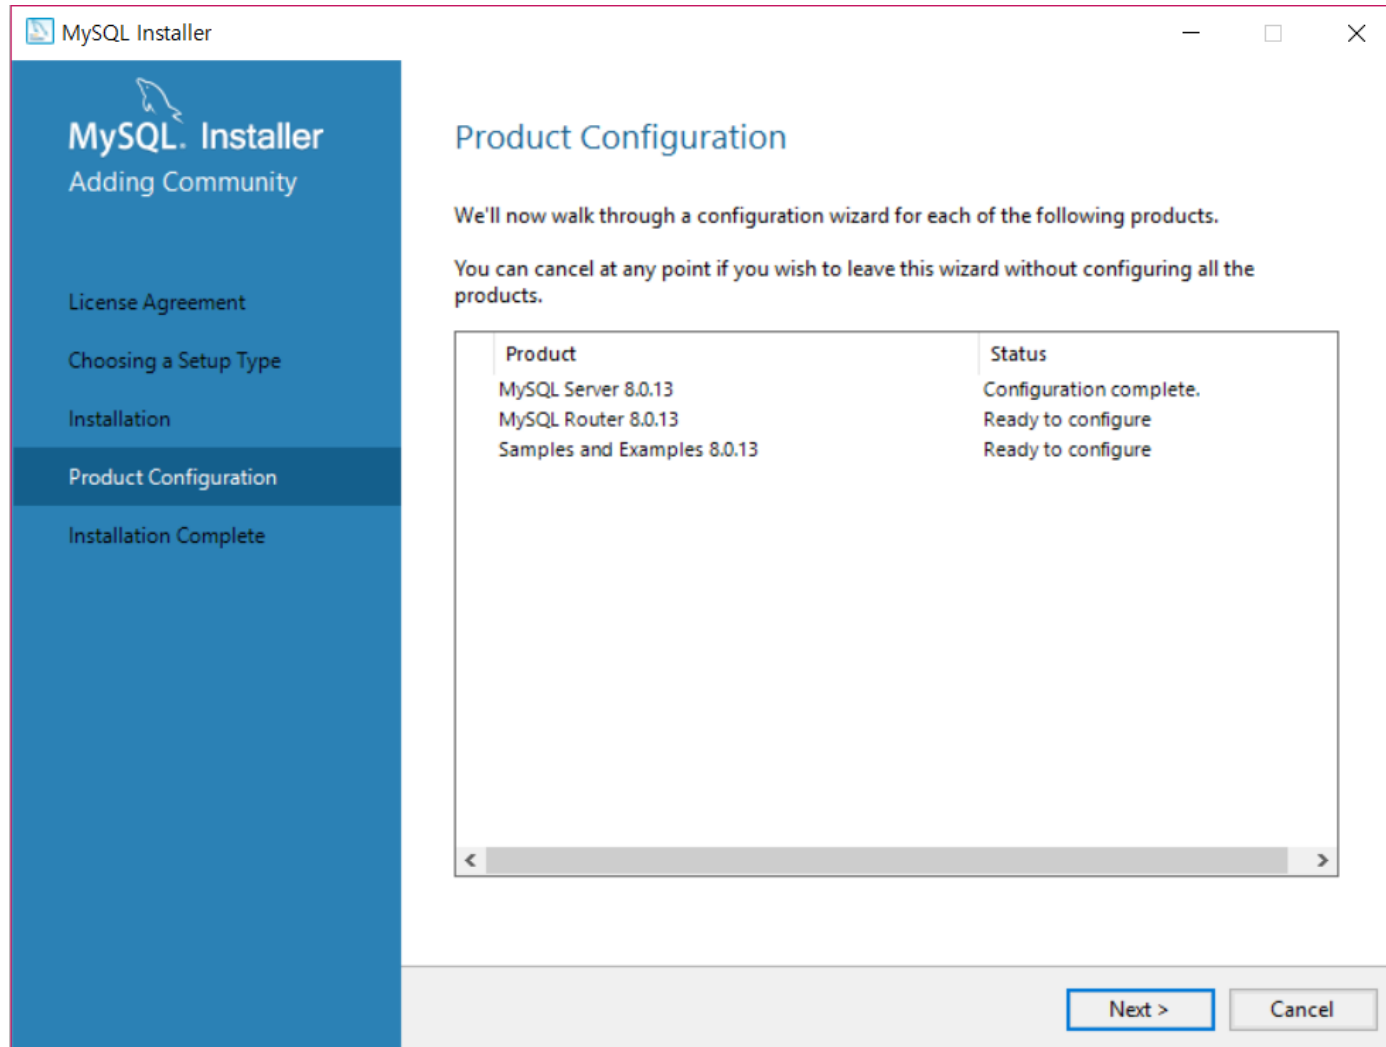 MySQL Installer
MySQL. Installer
Adding Community
License Agreement
Choosing a Setup Type
Installation
Product Configuration
Installation Complete
Product Configuration
We'll now walk through a configuration wizard for each of the following products.
You can cancel at any point if you wish to leave this wizard without configuring all the
products.
Product Status
MySQL Server 8.0.13 Configuration complete.
MySQL Router 8.0.13 Ready to configure
Samples and Examples 8.0.13 Ready to configure
Next > Cancel